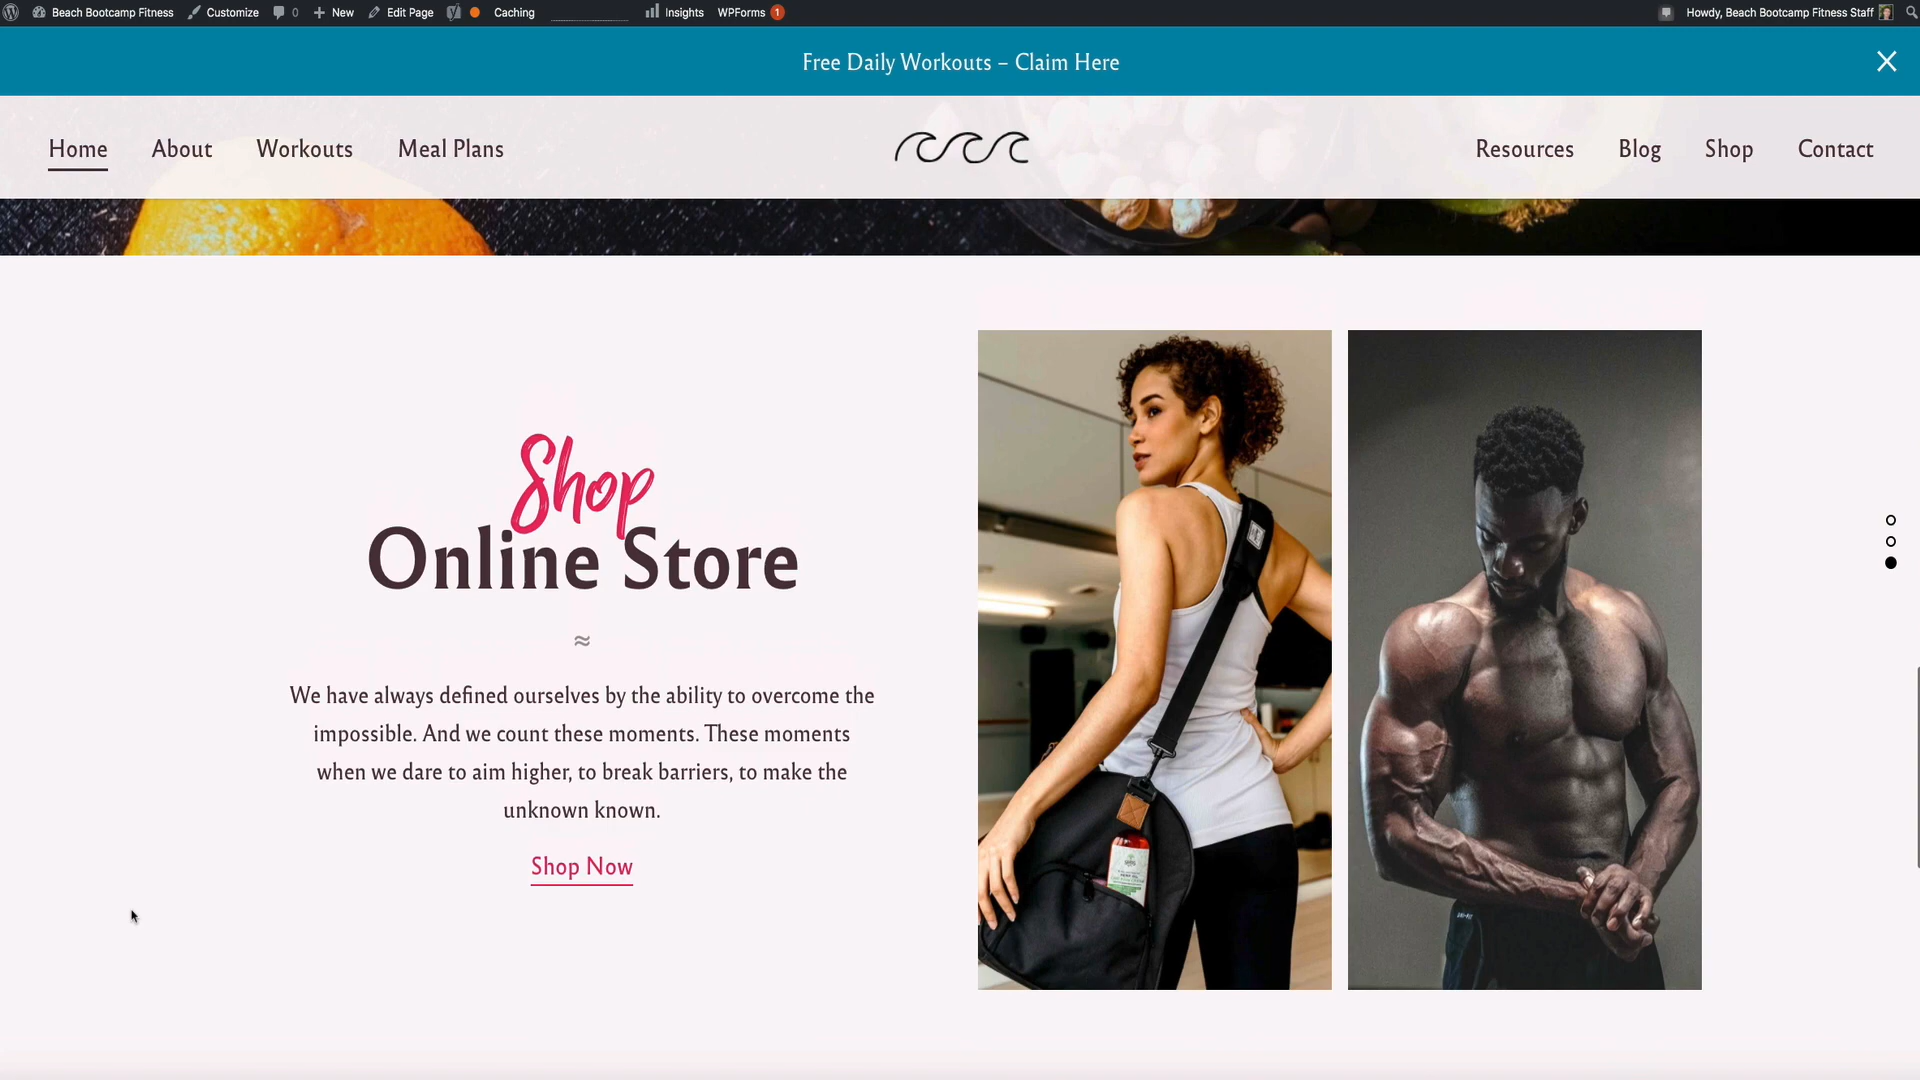 Beach Bootcamp Fitness Customize 0 New Edit Page Caching Insights WPForms 1 Howdy, Beach Bootcamp Fitness Staff
Free Daily Workouts – Claim Here
Home About Workouts Meal Plans Resources Blog Shop Contact
Shop
Online Store
≈
We have always defined ourselves by the ability to overcome the
impossible. And we count these moments. These moments
when we dare to aim higher, to break barriers, to make the
unknown known.
Shop Now